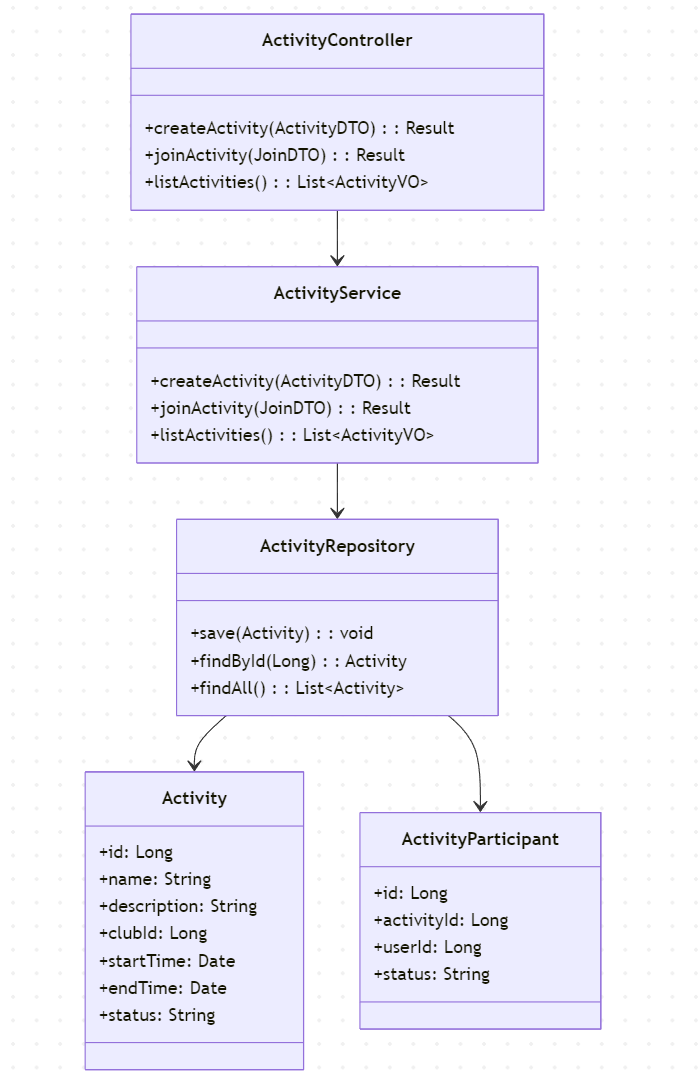 ActivityController
+createActivity(ActivityDTO) : : Result
+joinActivity(JoinDTO) : : Result
+listActivities() : : List<ActivityVO>
ActivityService
+createActivity(ActivityDTO) : : Result
+joinActivity(JoinDTO) : : Result
+listActivities() : : List<ActivityVO>
ActivityRepository
+save(Activity) : : void
+findById(Long) : : Activity
+findAll() : : List<Activity>
Activity
+id: Long
+name: String
+description: String
+clubId: Long
+startTime: Date
+endTime: Date
+status: String
ActivityParticipant
+id: Long
+activityId: Long
+userId: Long
+status: String